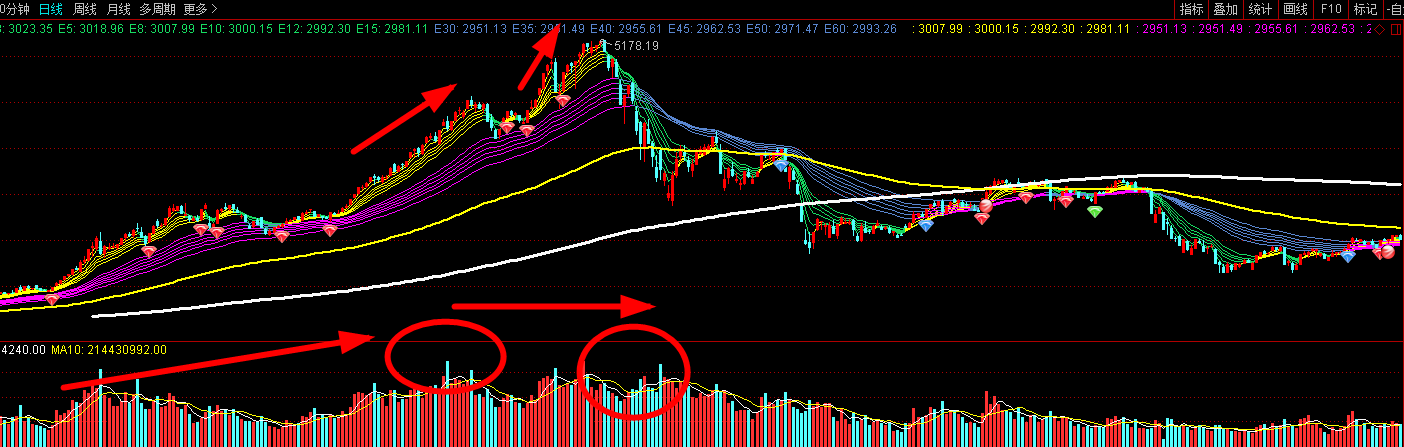 0分钟 日线 周线 月线 多周期 更多 指标 叠加 统计 画线 F10 标记 -自
3: 3023.35 E5: 3018.96 E8: 3007.99 E10: 3000.15 E12: 2992.30 E15: 2981.11 E30: 2951.13 E35: 2951.49 E40: 2955.61 E45: 2962.53 E50: 2971.47 E60: 2993.26 : 3007.99 : 3000.15 : 2992.30 : 2981.11 : 2951.13 : 2951.49 : 2955.61 : 2962.53 : 2
5178.19
4240.00 MA10: 214430992.00